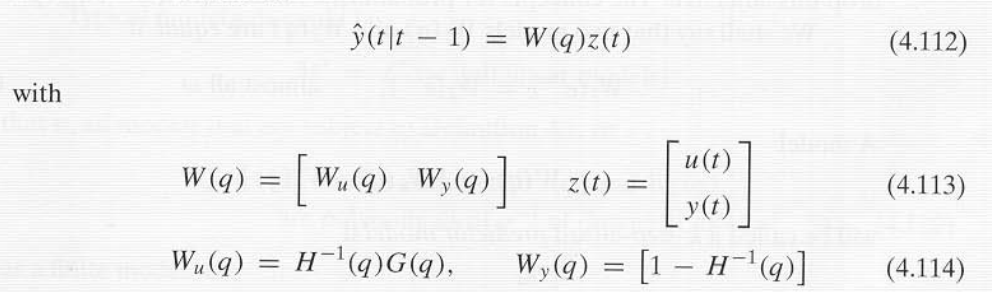 ŷ(t|t − 1) = W(q)z(t) (4.112)
with
W(q) = [ W_u(q) W_y(q) ] z(t) = [ u(t) y(t) ] (4.113)
W_u(q) = H⁻¹(q)G(q), W_y(q) = [1 − H⁻¹(q)] (4.114)